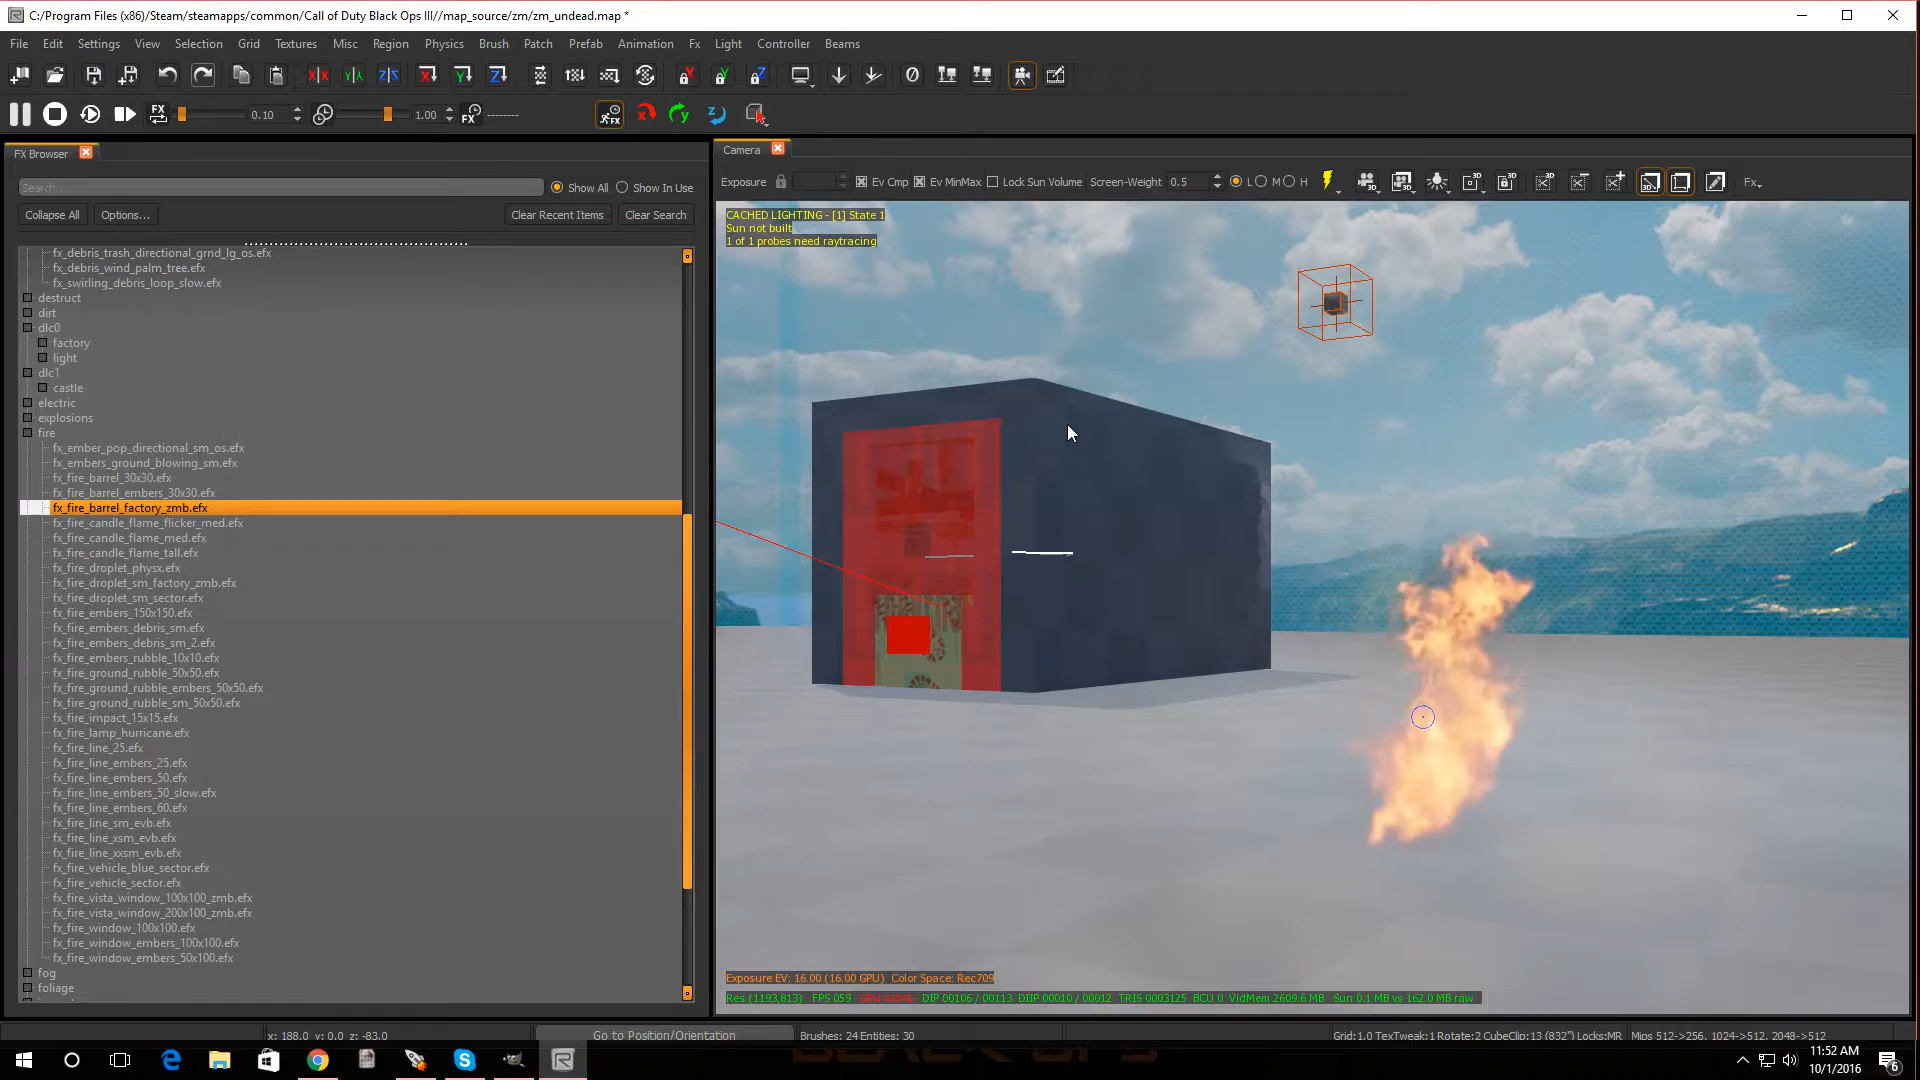 C:/Program Files (x86)/Steam/steamapps/common/Call of Duty Black Ops III//map_source/zm/zm_undead.map *
File Edit Settings View Selection Grid Textures Misc Region Physics Brush Patch Prefab Animation Fx Light Controller Beams
FX 0.10 1.00 FX --------
FX Browser
Search...
Show All Show In Use
Collapse All Options... Clear Recent Items Clear Search
fx_debris_trash_directional_grnd_lg_os.efx
fx_debris_wind_palm_tree.efx
fx_swirling_debris_loop_slow.efx
destruct
dirt
dlc0
factory
light
dlc1
castle
electric
explosions
fire
fx_ember_pop_directional_sm_os.efx
fx_embers_ground_blowing_sm.efx
fx_fire_barrel_30x30.efx
fx_fire_barrel_embers_30x30.efx
fx_fire_barrel_factory_zmb.efx
fx_fire_candle_flame_flicker_med.efx
fx_fire_candle_flame_med.efx
fx_fire_candle_flame_tall.efx
fx_fire_droplet_physx.efx
fx_fire_droplet_sm_factory_zmb.efx
fx_fire_droplet_sm_sector.efx
fx_fire_embers_150x150.efx
fx_fire_embers_debris_sm.efx
fx_fire_embers_debris_sm_2.efx
fx_fire_embers_rubble_10x10.efx
fx_fire_ground_rubble_50x50.efx
fx_fire_ground_rubble_embers_50x50.efx
fx_fire_ground_rubble_sm_50x50.efx
fx_fire_impact_15x15.efx
fx_fire_lamp_hurricane.efx
fx_fire_line_25.efx
fx_fire_line_embers_25.efx
fx_fire_line_embers_50.efx
fx_fire_line_embers_50_slow.efx
fx_fire_line_embers_60.efx
fx_fire_line_sm_evb.efx
fx_fire_line_xsm_evb.efx
fx_fire_line_xxsm_evb.efx
fx_fire_vehicle_blue_sector.efx
fx_fire_vehicle_sector.efx
fx_fire_vista_window_100x100_zmb.efx
fx_fire_vista_window_200x100_zmb.efx
fx_fire_window_100x100.efx
fx_fire_window_embers_100x100.efx
fx_fire_window_embers_50x100.efx
fog
foliage
Camera
Exposure Ev Cmp Ev MinMax Lock Sun Volume Screen-Weight 0.5 L M H Fx
CACHED LIGHTING - [1] State 1
Sun not built
1 of 1 probes need raytracing
Exposure EV: 16.00 (16.00 GPU) Color Space: Rec709
Res (1193,813) FPS 059 DIP 00106 / 00113 DIIP 00010 / 00012 TRIS 0003125 BCU 0 VidMem 2609.6 MB Sun 0.1 MB vs 162.0 MB raw
x: 188.0 y: 0.0 z: -83.0 Go to Position/Orientation Brushes: 24 Entities: 30 Grid:1.0 TexTweak:1 Rotate:2 CubeClip:13 (832") Locks:MR Mips 512->256, 1024->512, 2048->512
11:52 AM
10/1/2016
6